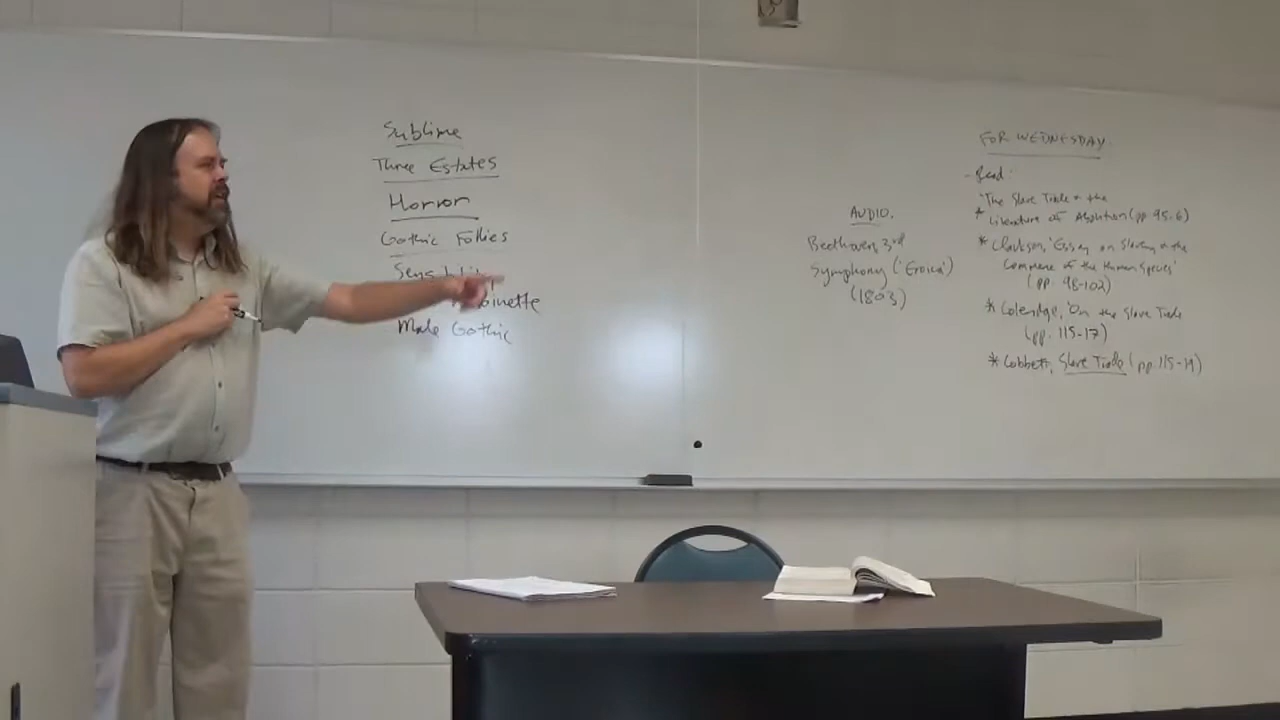 Sublime
Three Estates
Horror
Gothic Follies
Sens
oinette
Male Gothic
AUDIO.
Beethoven, 3rd
Symphony ('Eroica')
(1803)
FOR WEDNESDAY
- Read:
"The Slave Trade & the
* Literature of Abolition (pp. 95-6)
* Clarkson, 'Essay on Slavery & the
Commerce of the Human Species'
(pp. 98-102)
* Coleridge, 'On the Slave Trade
(pp. 115-17)
* Cobbett, Slave Trade (pp. 115-19)